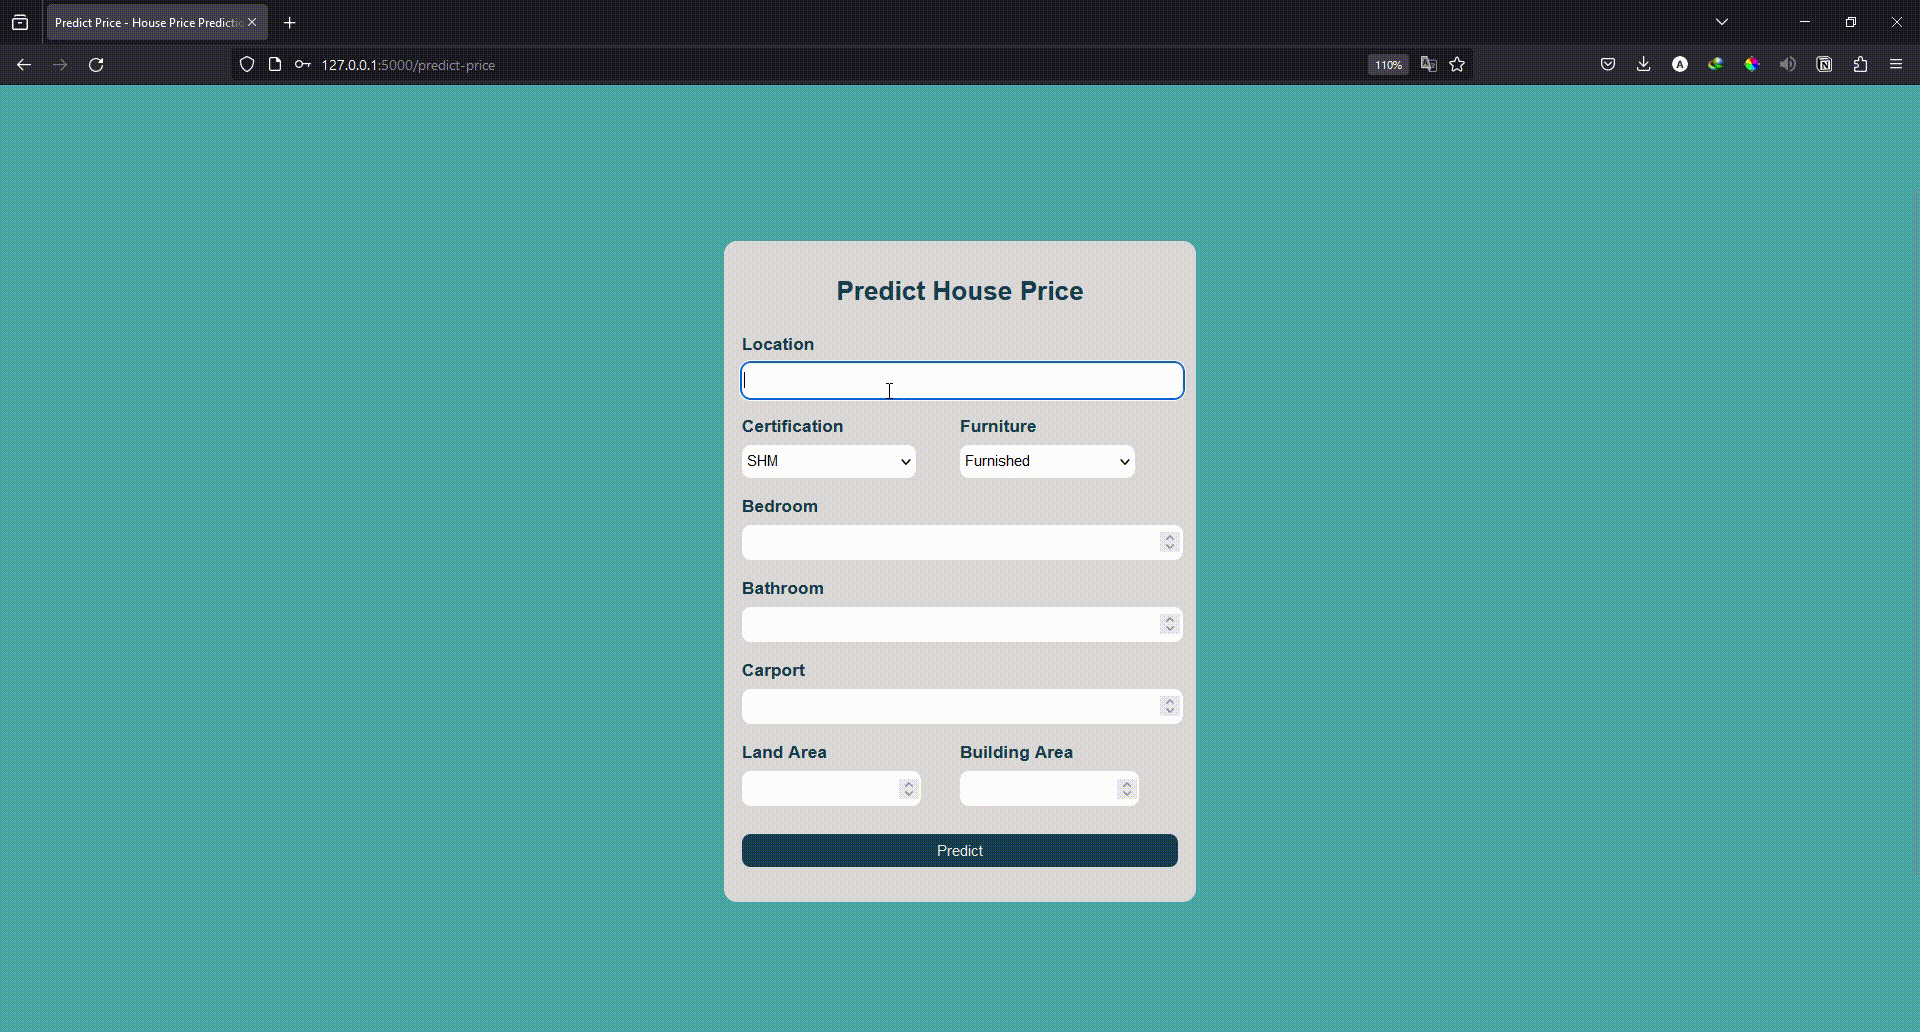 Predict Price - House Price Predictio
127.0.0.1:5000/predict-price
110%
Predict House Price
Location
Certification
Furniture
SHM
Furnished
Bedroom
Bathroom
Carport
Land Area
Building Area
Predict